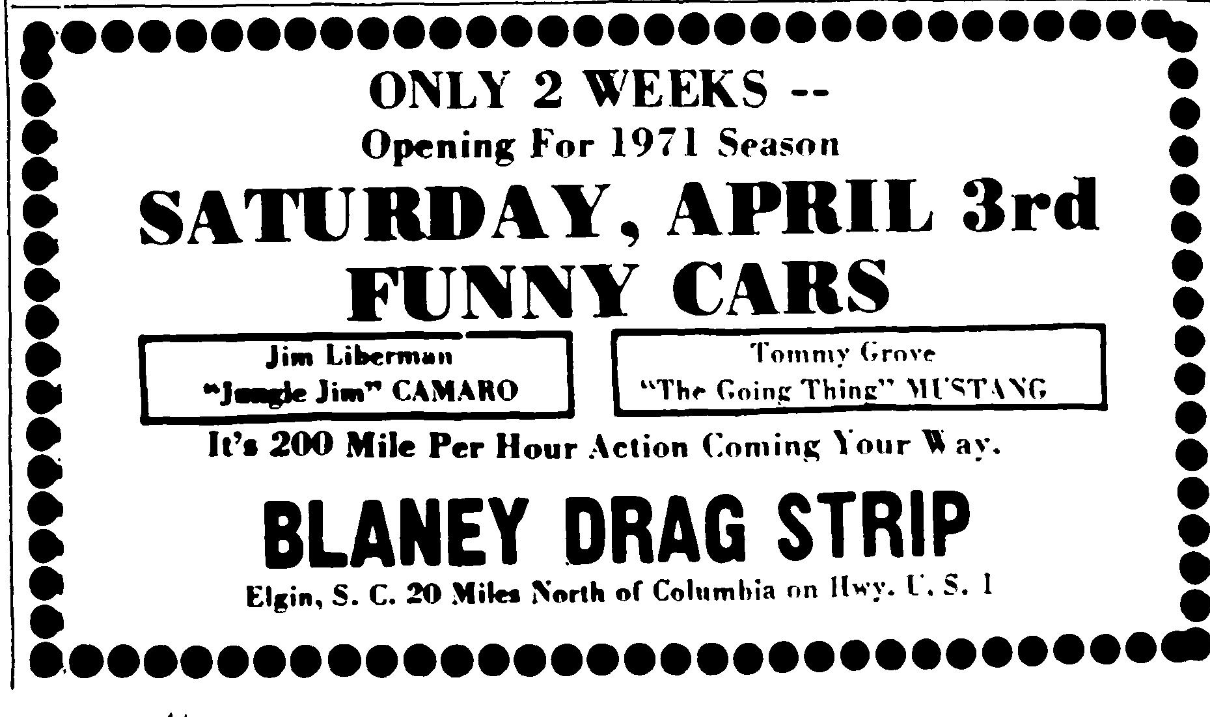 ONLY 2 WEEKS --
Opening For 1971 Season
SATURDAY, APRIL 3rd
FUNNY CARS
Jim Liberman
"Jungle Jim" CAMARO
Tommy Grove
"The Going Thing" MUSTANG
It's 200 Mile Per Hour Action Coming Your Way.
BLANEY DRAG STRIP
Elgin, S. C. 20 Miles North of Columbia on Hwy. U. S. 1